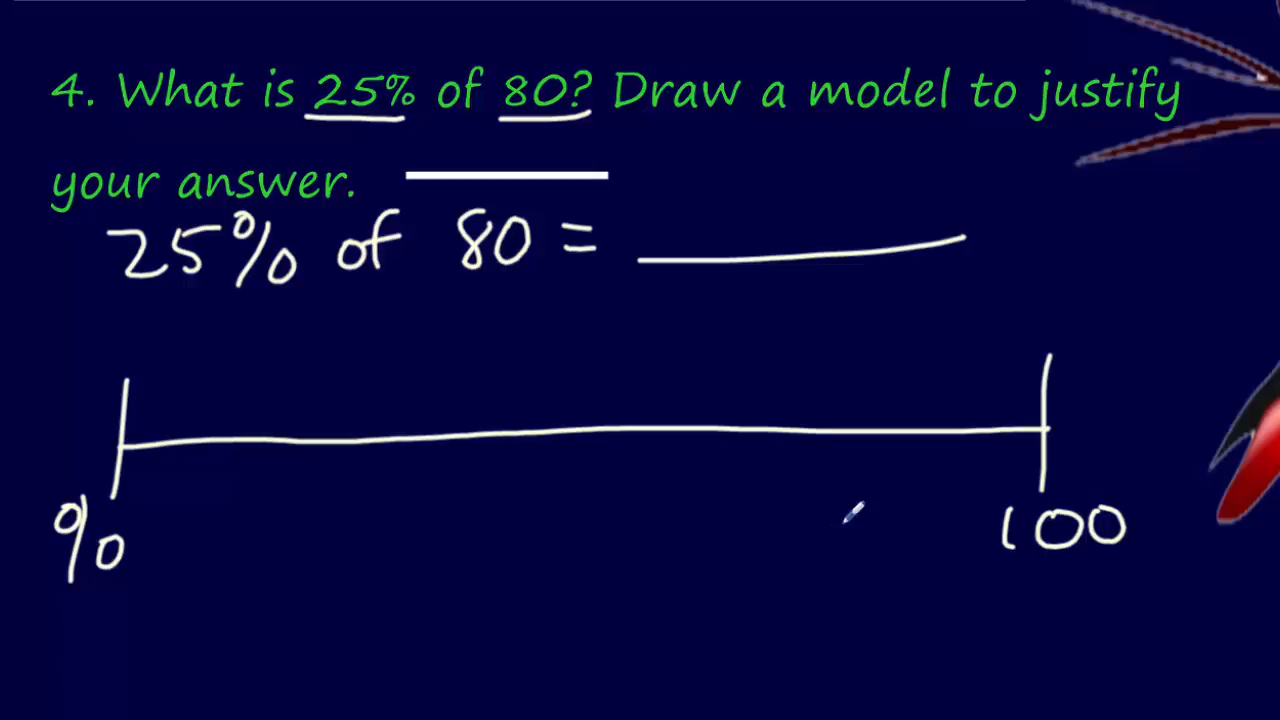 4. What is 25% of 80? Draw a model to justify
your answer.
25% of 80 =
% 100